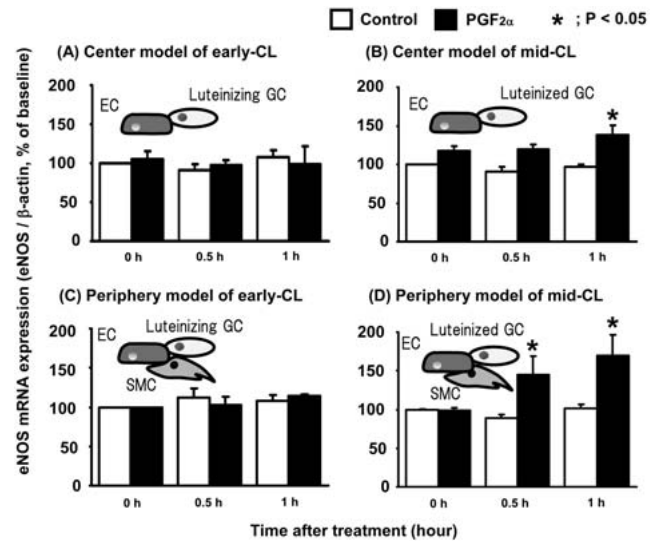 Control PGF2α * ; P < 0.05
(A) Center model of early-CL
(B) Center model of mid-CL
200
150
100
50
0
EC
Luteinizing GC
0 h 0.5 h 1 h
200
150
100
50
0
EC
Luteinized GC
*
0 h 0.5 h 1 h
(C) Periphery model of early-CL
(D) Periphery model of mid-CL
200
150
100
50
0
Luteinizing GC
EC
SMC
0 h 0.5 h 1 h
200
150
100
50
0
Luteinized GC
EC
SMC
* *
0 h 0.5 h 1 h
eNOS mRNA expression (eNOS / β-actin, % of baseline)
Time after treatment (hour)